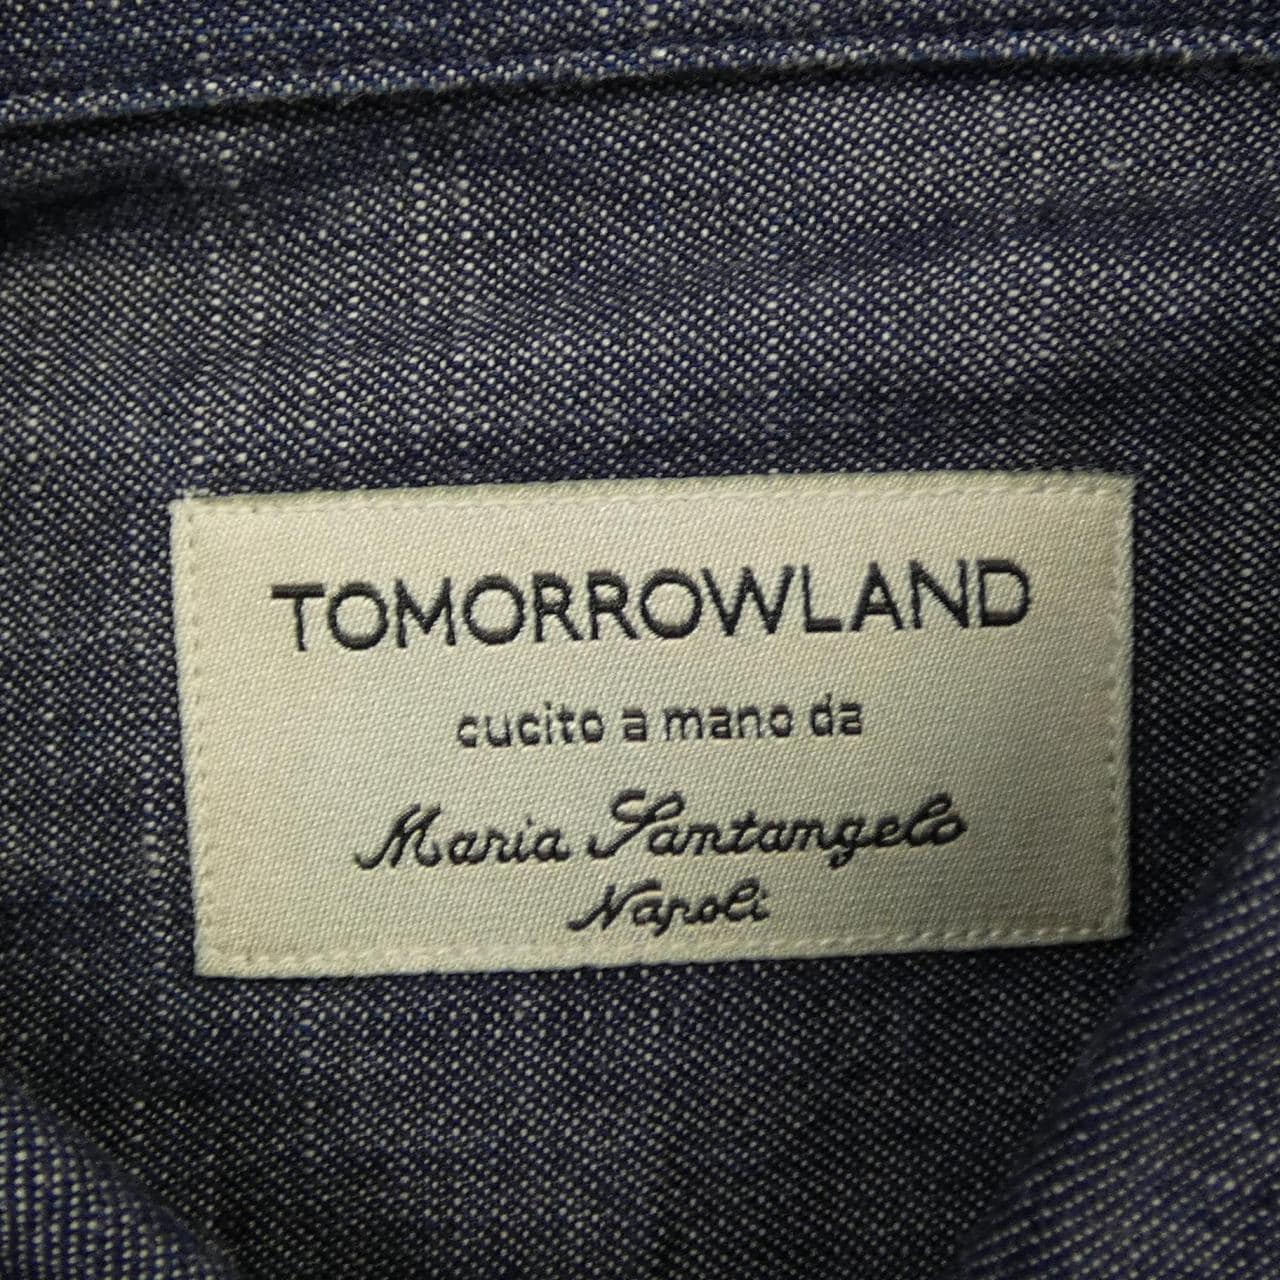 TOMORROWLAND
cucito a mano da
Maria Santangelo
Napoli